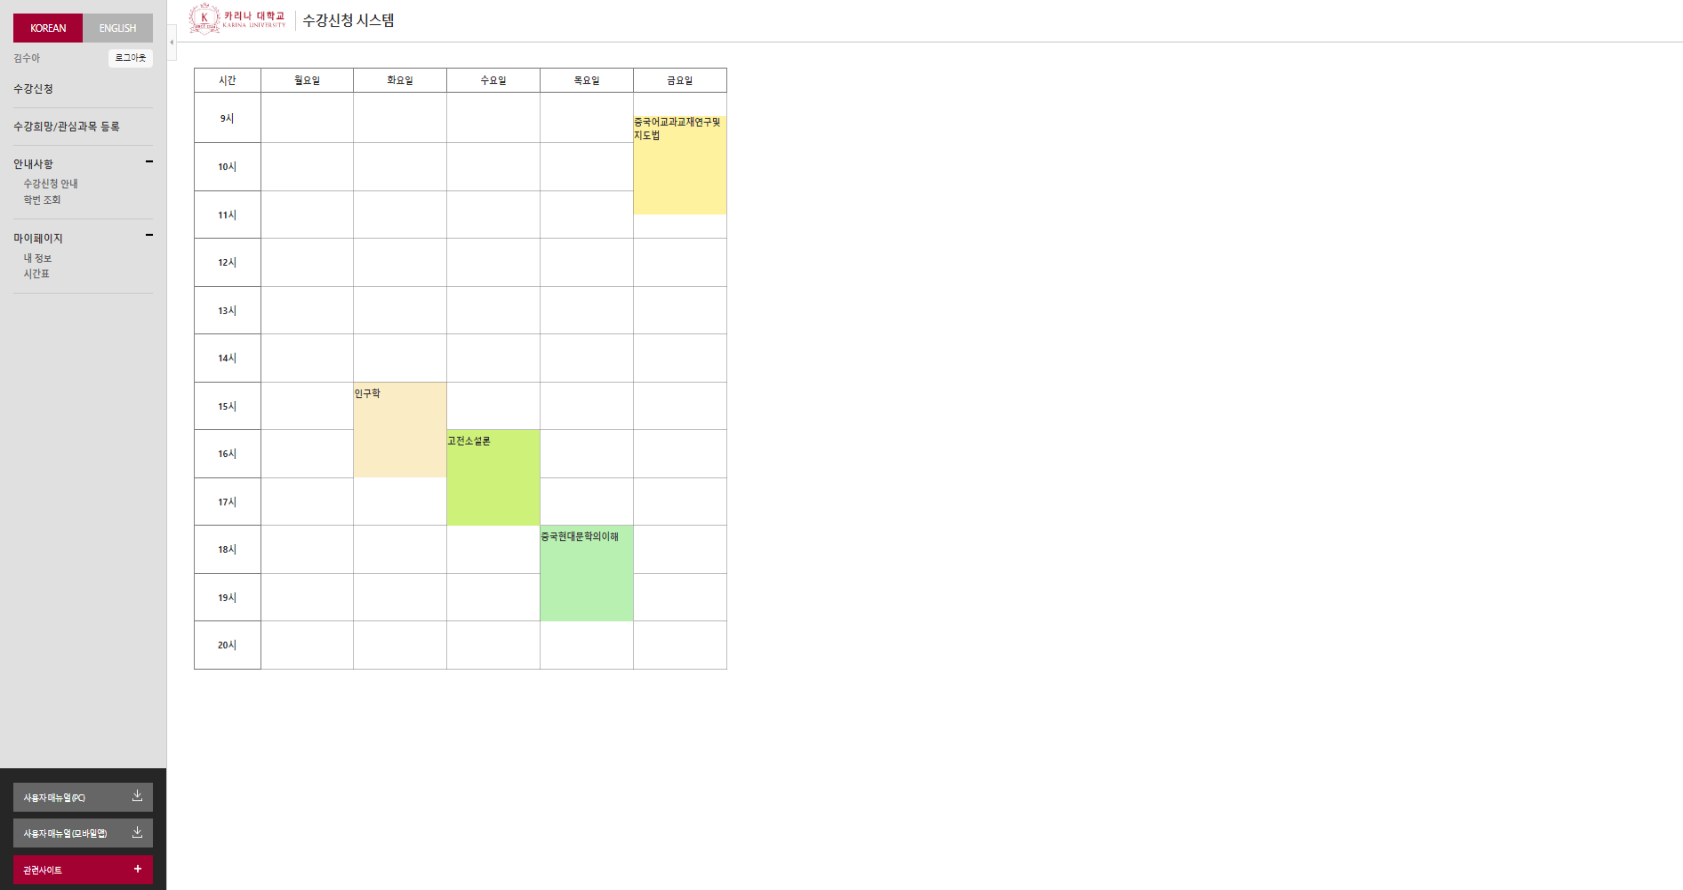 KOREAN ENGLISH
김수아 로그아웃
수강신청
수강희망/관심과목 등록
안내사항
수강신청 안내
학번 조회
마이페이지
내 정보
시간표
사용자매뉴얼(PC)
사용자매뉴얼(모바일앱)
관련사이트
K 카리나 대학교
KARINA UNIVERSITY
수강신청 시스템
시간 월요일 화요일 수요일 목요일 금요일
9시
중국어교과교재연구및
지도법
10시
11시
12시
13시
14시
15시
인구학
16시
고전소설론
17시
18시
중국현대문학의이해
19시
20시